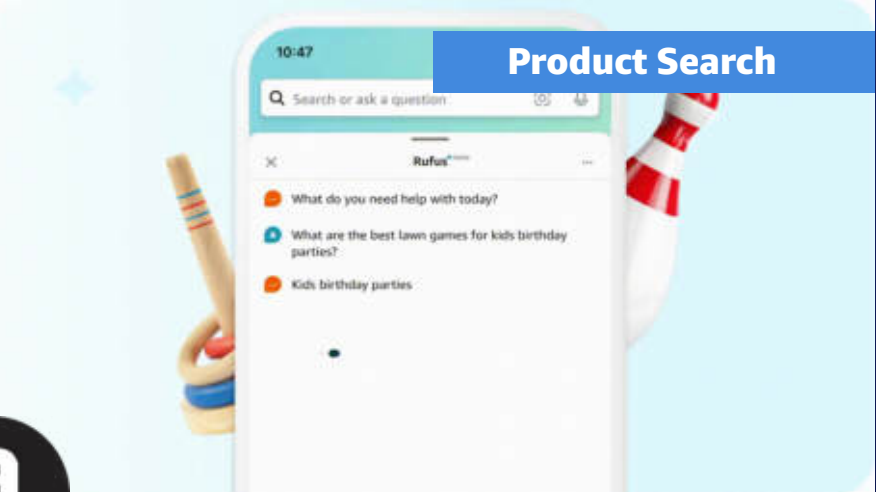 10:47
Product Search
Search or ask a question
Rufus
What do you need help with today?
What are the best lawn games for kids birthday
parties?
Kids birthday parties